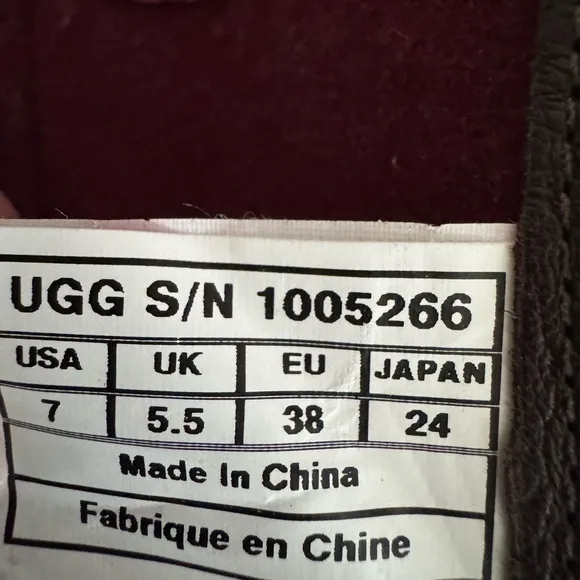 UGG S/N 1005266
USA UK EU JAPAN
7 5.5 38 24
Made In China
Fabrique en Chine